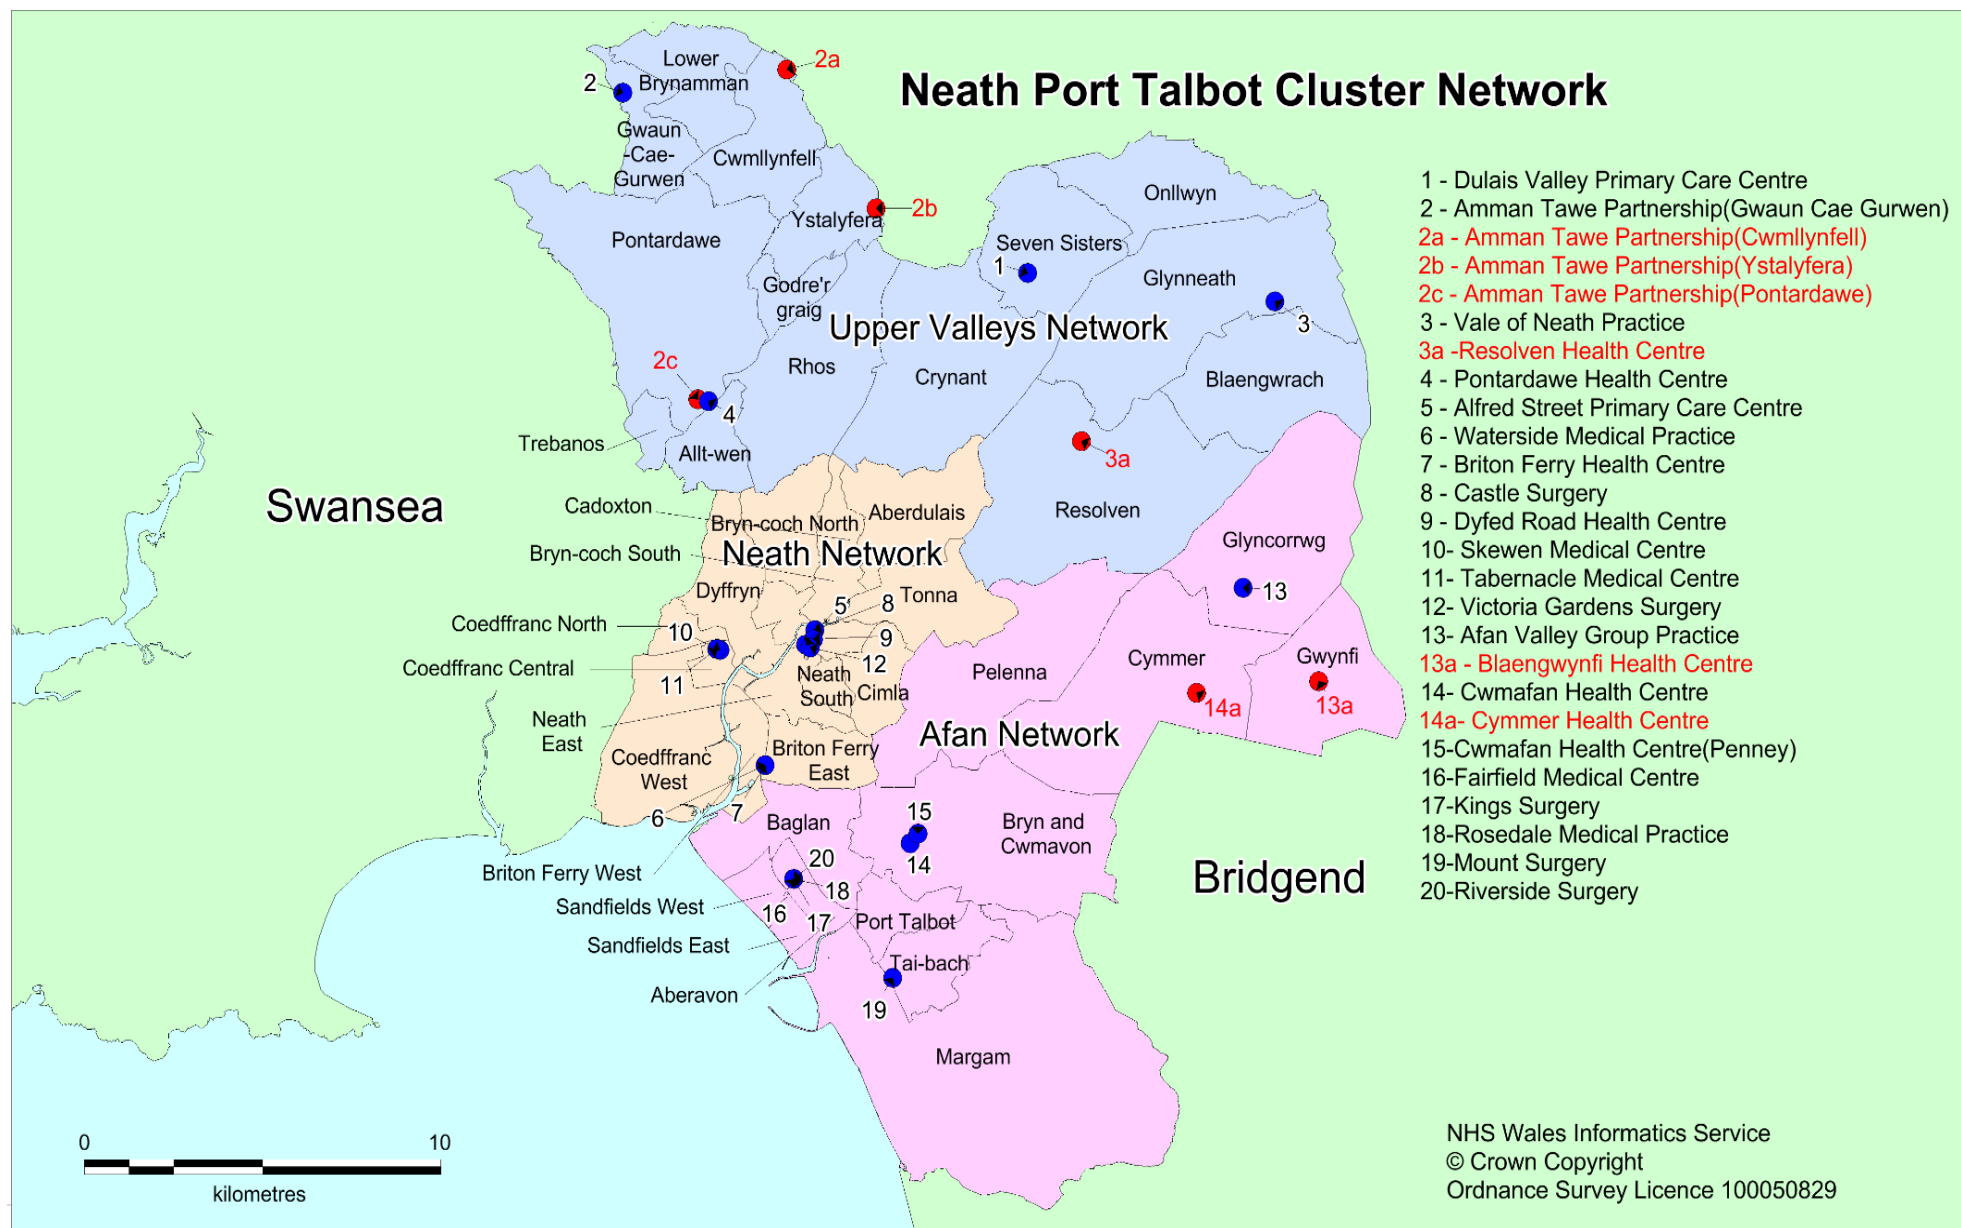 Neath Port Talbot Cluster Network
Lower
Brynamman
2a
2
Gwaun
-Cae-
Gurwen
Cwmllynfell
Ystalyfera
2b
Pontardawe
Godre'r
graig
Onllwyn
Seven Sisters
1
Glynneath
3
Upper Valleys Network
Rhos
Crynant
Blaengwrach
2c
4
Trebanos
Allt-wen
3a
Resolven
Swansea
Cadoxton
Bryn-coch North
Aberdulais
Bryn-coch South
Neath Network
Dyffryn
Tonna
5
8
9
12
Coedffranc North
10
Coedffranc Central
11
Neath
South
Cimla
Neath
East
Coedffranc
West
Briton Ferry
East
6
7
Briton Ferry West
Glyncorrwg
13
Pelenna
Cymmer
Gwynfi
14a
13a
Afan Network
Baglan
15
14
Bryn and
Cwmavon
20
18
16
17
Sandfields West
Sandfields East
Port Talbot
Tai-bach
Aberavon
19
Margam
Bridgend
1 - Dulais Valley Primary Care Centre
2 - Amman Tawe Partnership(Gwaun Cae Gurwen)
2a - Amman Tawe Partnership(Cwmllynfell)
2b - Amman Tawe Partnership(Ystalyfera)
2c - Amman Tawe Partnership(Pontardawe)
3 - Vale of Neath Practice
3a -Resolven Health Centre
4 - Pontardawe Health Centre
5 - Alfred Street Primary Care Centre
6 - Waterside Medical Practice
7 - Briton Ferry Health Centre
8 - Castle Surgery
9 - Dyfed Road Health Centre
10- Skewen Medical Centre
11- Tabernacle Medical Centre
12- Victoria Gardens Surgery
13- Afan Valley Group Practice
13a - Blaengwynfi Health Centre
14- Cwmafan Health Centre
14a- Cymmer Health Centre
15-Cwmafan Health Centre(Penney)
16-Fairfield Medical Centre
17-Kings Surgery
18-Rosedale Medical Practice
19-Mount Surgery
20-Riverside Surgery
0
10
kilometres
NHS Wales Informatics Service
© Crown Copyright
Ordnance Survey Licence 100050829